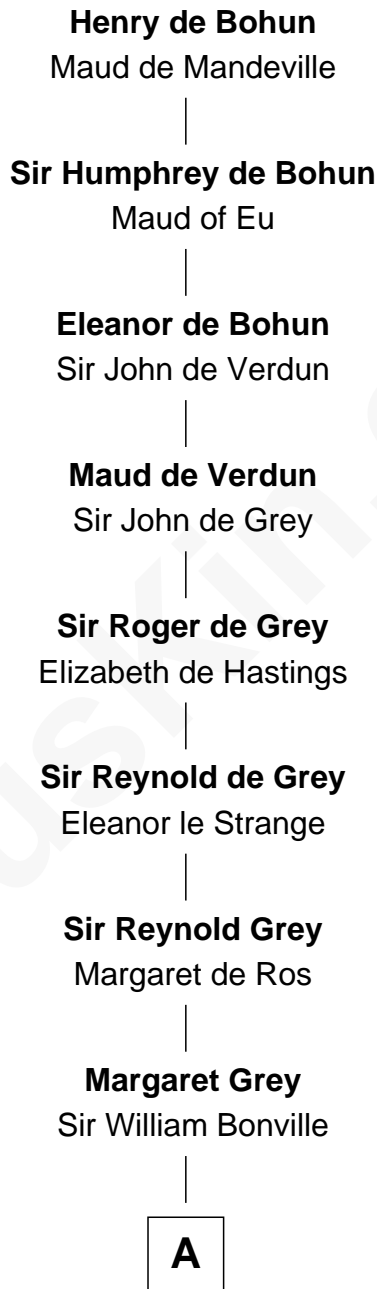 Henry de Bohun
Maud de Mandeville
Sir Humphrey de Bohun
Maud of Eu
Eleanor de Bohun
Sir John de Verdun
Maud de Verdun
Sir John de Grey
Sir Roger de Grey
Elizabeth de Hastings
Sir Reynold de Grey
Eleanor le Strange
Sir Reynold Grey
Margaret de Ros
Margaret Grey
Sir William Bonville
A